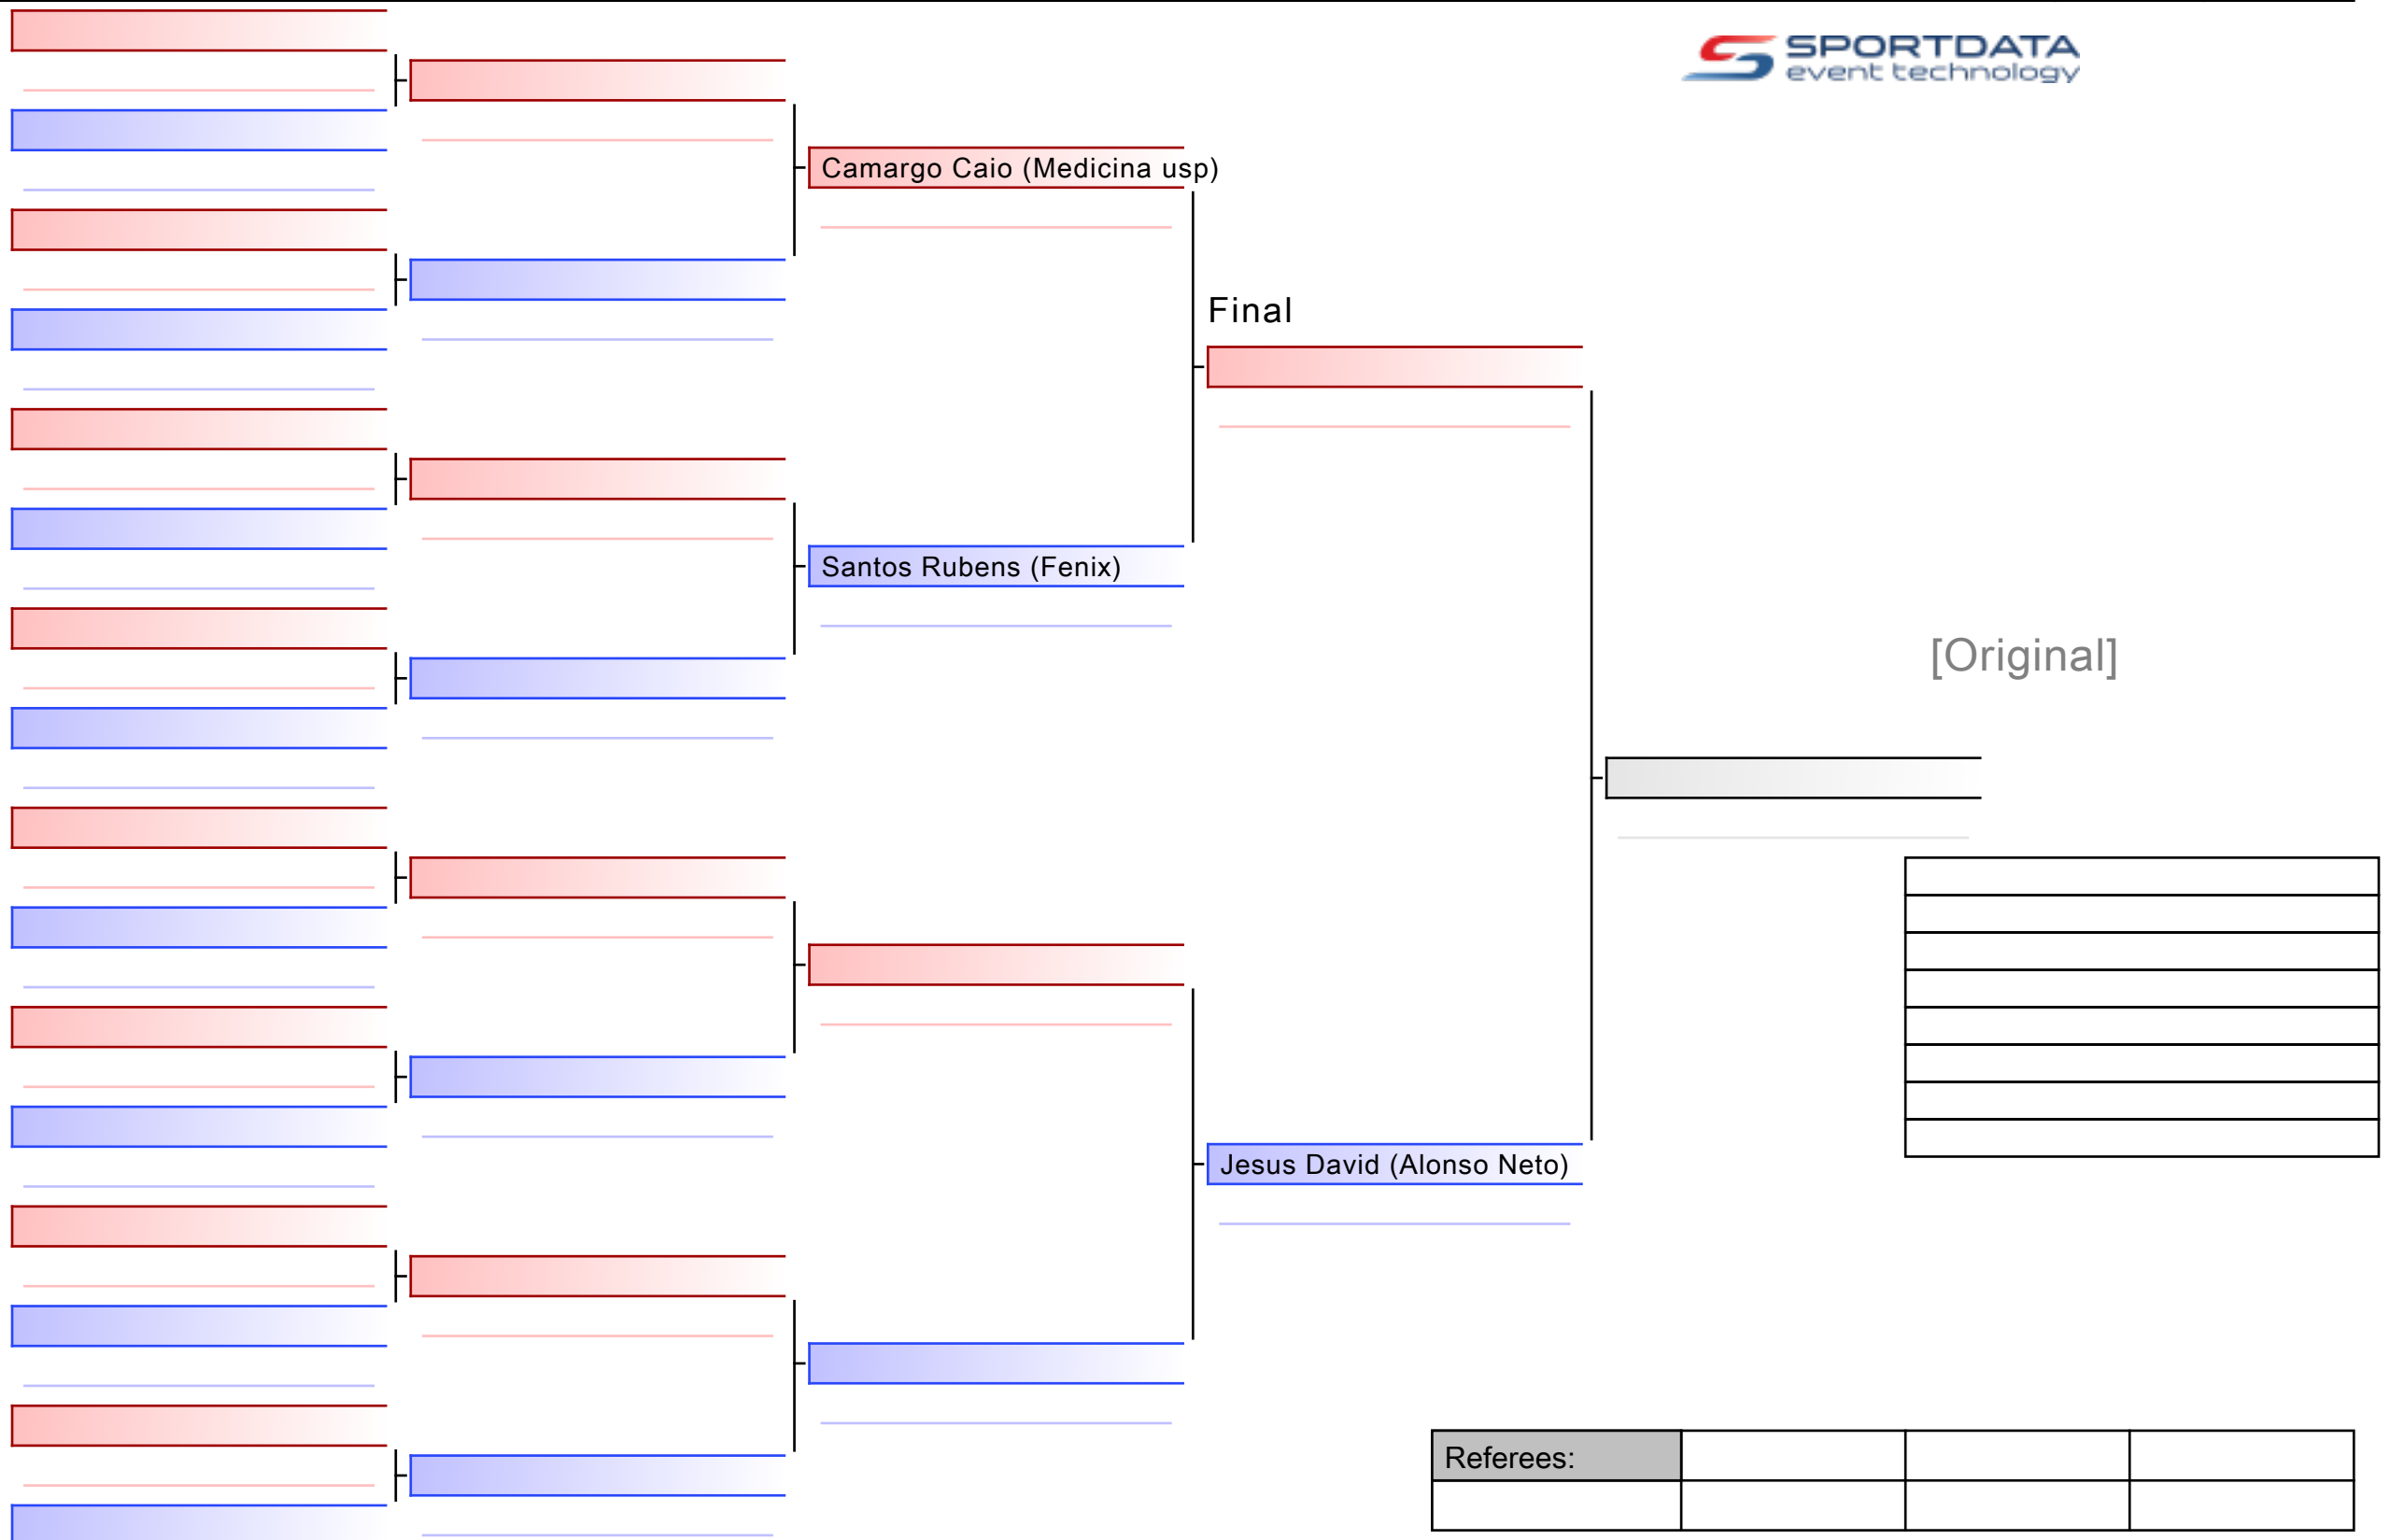 SPORTDATA
event technology
Camargo Caio (Medicina usp)
Final
Santos Rubens (Fenix)
[Original]
Jesus David (Alonso Neto)
Referees: